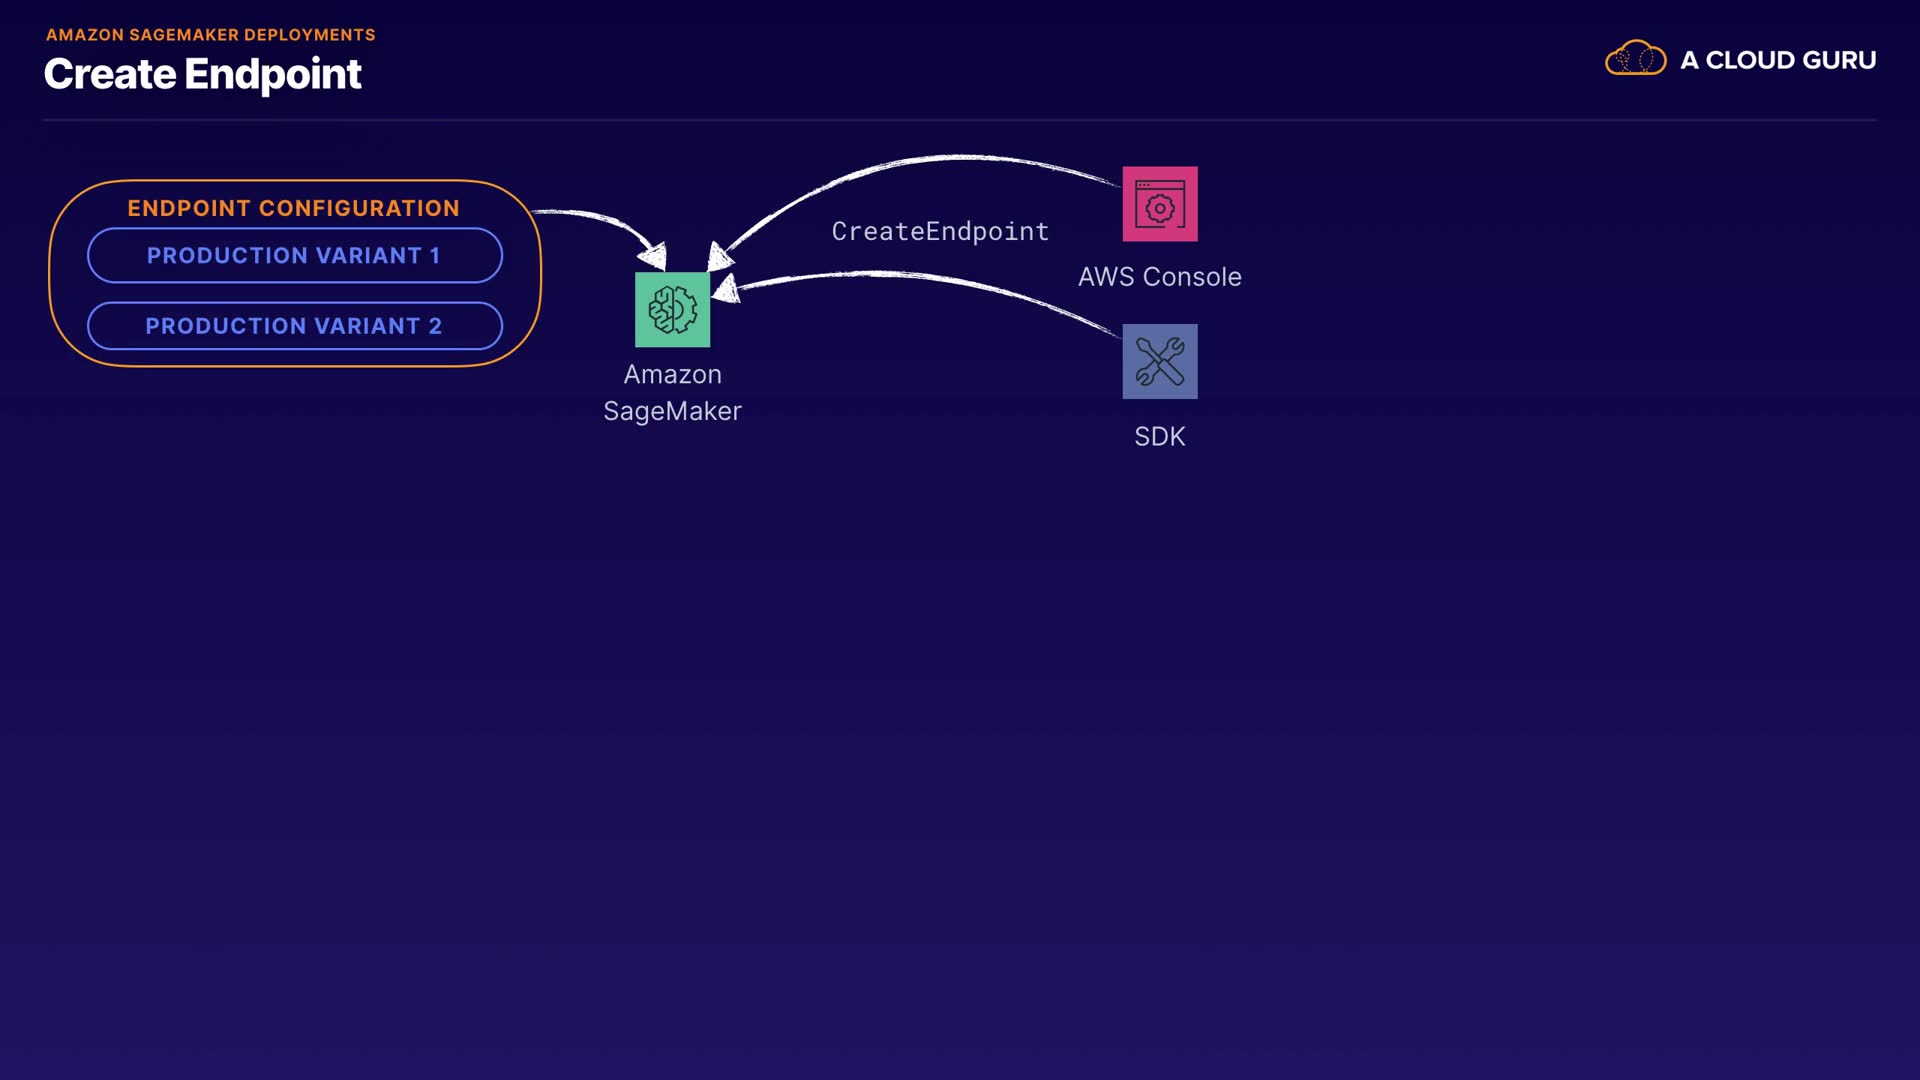 AMAZON SAGEMAKER DEPLOYMENTS
Create Endpoint
A CLOUD GURU
ENDPOINT CONFIGURATION
PRODUCTION VARIANT 1
PRODUCTION VARIANT 2
Amazon
SageMaker
CreateEndpoint
AWS Console
SDK